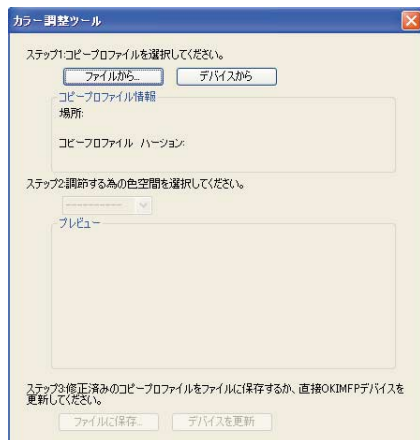 カラー調整ツール
ステップ1:コピープロファイルを選択してください。
ファイルから... デバイスから
コピープロファイル情報
場所:
コピープロファイル バージョン:
ステップ2:調節する為の色空間を選択してください。
----------
プレビュー
ステップ3:修正済みのコピープロファイルをファイルに保存するか、直接OKIMFPデバイスを
更新してください。
ファイルに保存... デバイスを更新